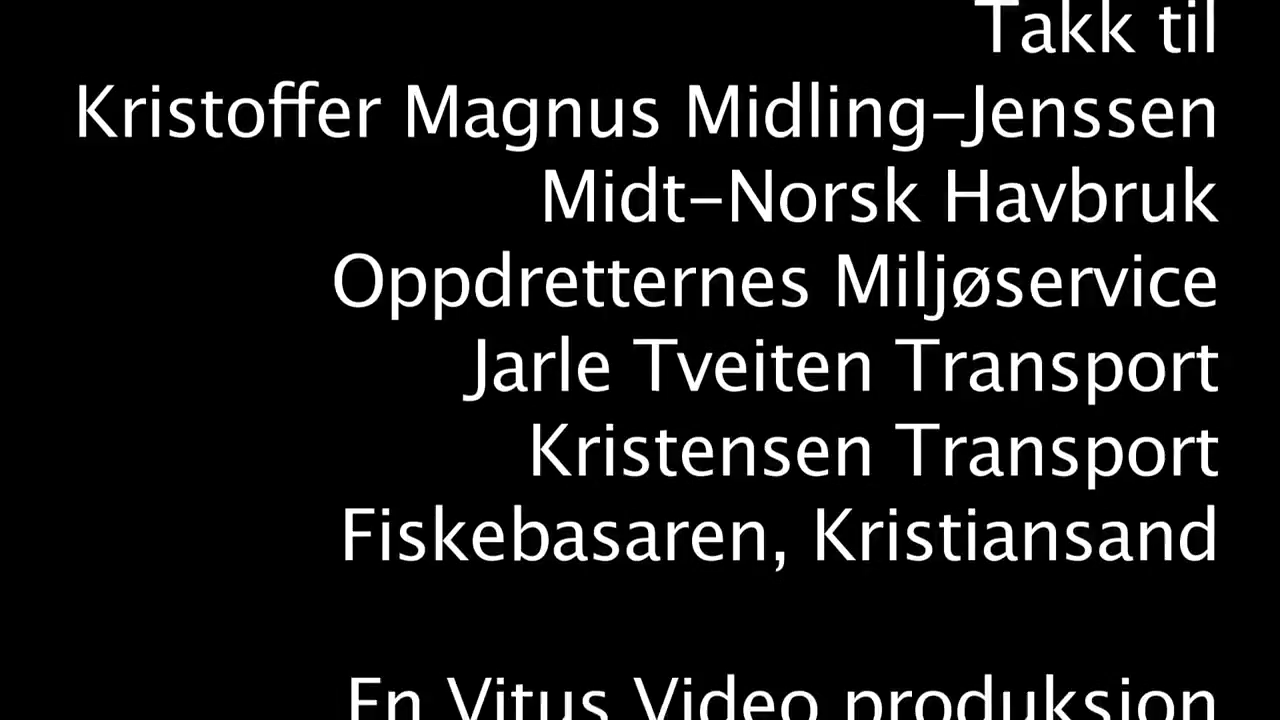 Takk til
Kristoffer Magnus Midling-Jenssen
Midt-Norsk Havbruk
Oppdretternes Miljøservice
Jarle Tveiten Transport
Kristensen Transport
Fiskebasaren, Kristiansand
En Vitus Video produksjon